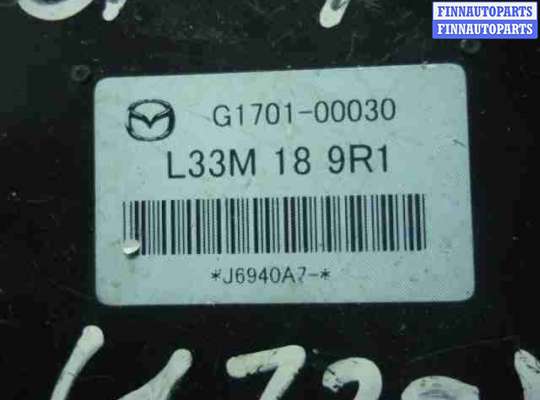 FINNAUTOPARTS
FINNAUTOPARTS
G1701-00030
L33M 18 9R1
*J6940A7-*